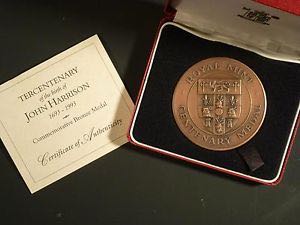 TERCENTENARY
of the birth of
JOHN HARRISON
1693 - 1993
Commemorative Bronze Medal
Certificate of Authenticity
ROYAL MINT
CENTENARY MEDAL